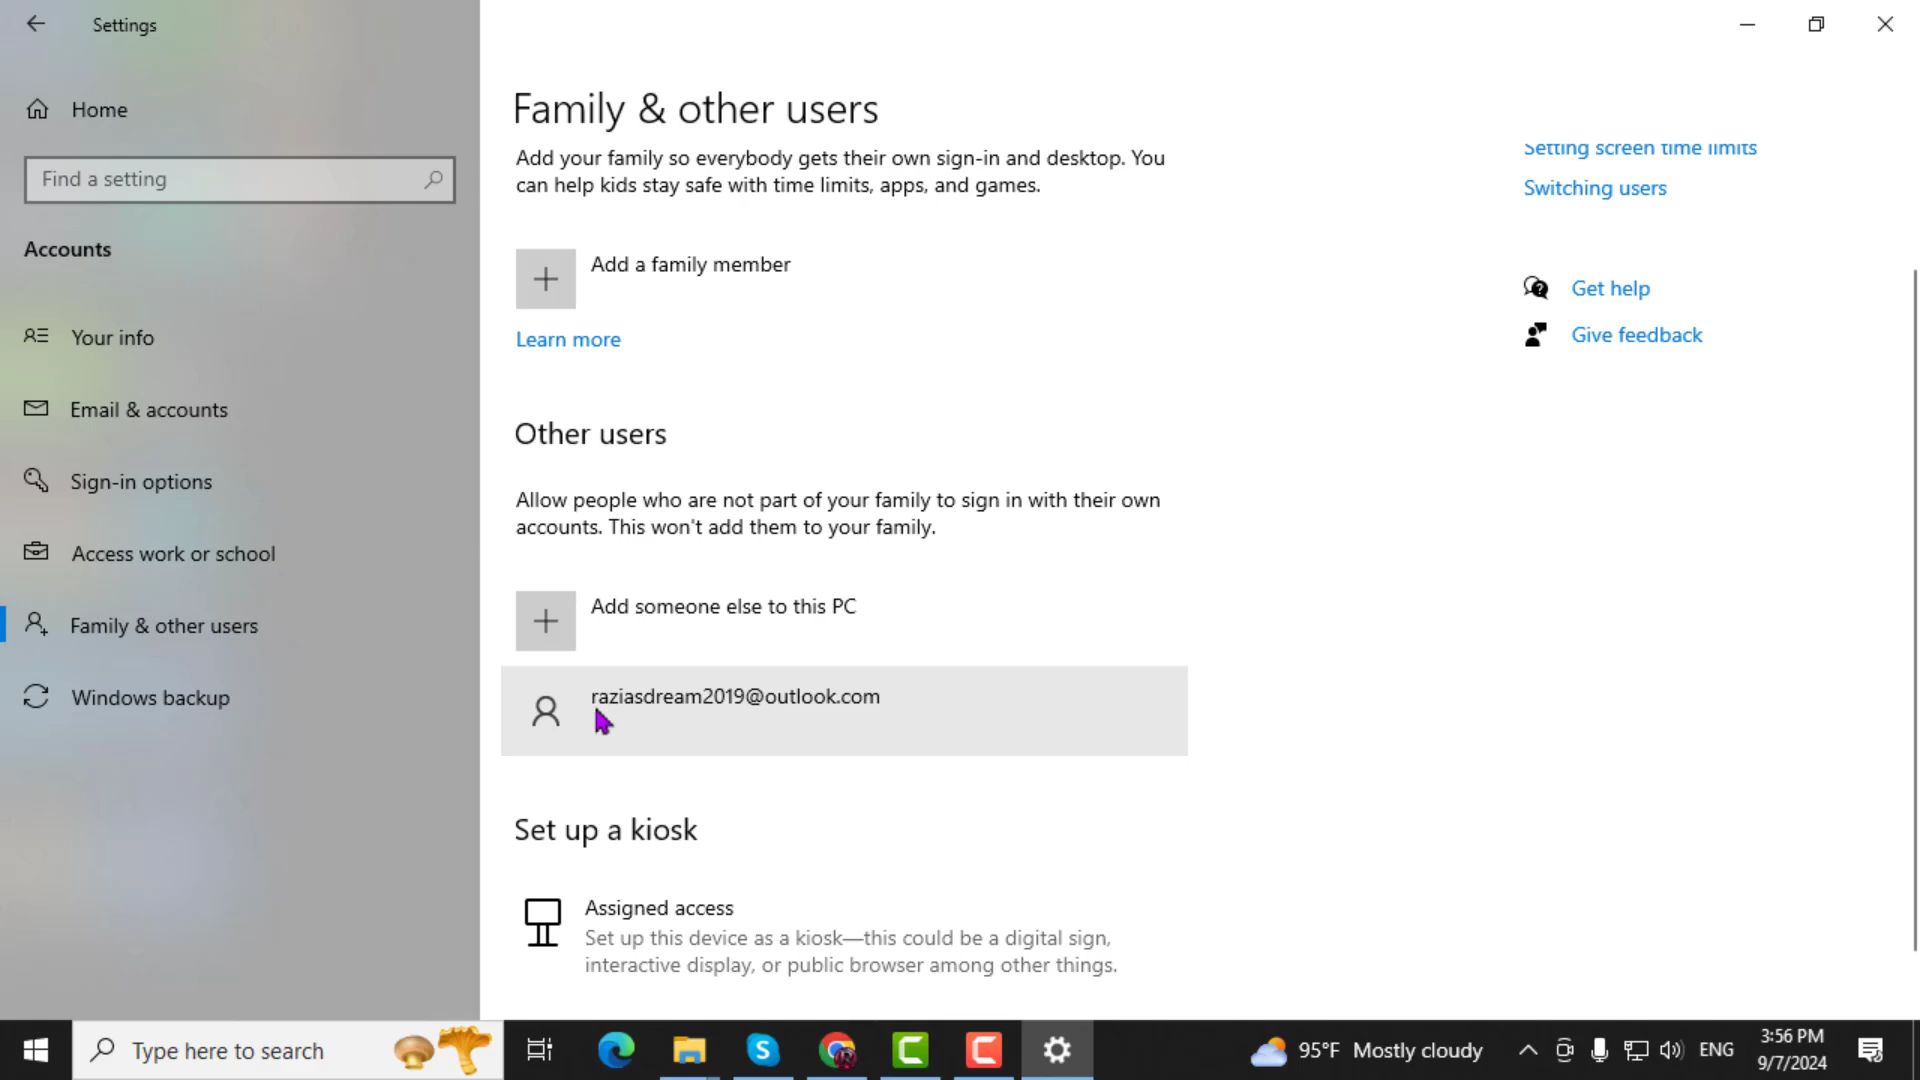 Settings
Home
Find a setting
Accounts
Your info
Email & accounts
Sign-in options
Access work or school
Family & other users
Windows backup
Family & other users
Add your family so everybody gets their own sign-in and desktop. You
can help kids stay safe with time limits, apps, and games.
Add a family member
Learn more
Other users
Allow people who are not part of your family to sign in with their own
accounts. This won't add them to your family.
Add someone else to this PC
raziasdream2019@outlook.com
Set up a kiosk
Assigned access
Set up this device as a kiosk—this could be a digital sign,
interactive display, or public browser among other things.
Setting screen time limits
Switching users
Get help
Give feedback
Type here to search
95°F Mostly cloudy
ENG
3:56 PM
9/7/2024